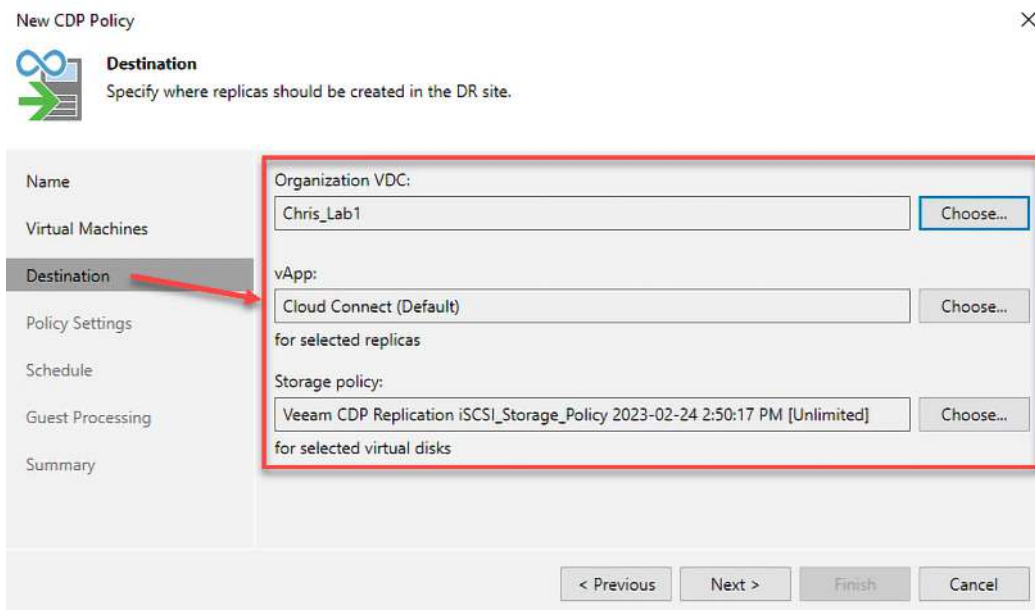 New CDP Policy
Destination
Specify where replicas should be created in the DR site.
Name
Virtual Machines
Destination
Policy Settings
Schedule
Guest Processing
Summary
Organization VDC:
Chris_Lab1
Choose...
vApp:
Cloud Connect (Default)
Choose...
for selected replicas
Storage policy:
Veeam CDP Replication iSCSI_Storage_Policy 2023-02-24 2:50:17 PM [Unlimited]
Choose...
for selected virtual disks
< Previous
Next >
Finish
Cancel